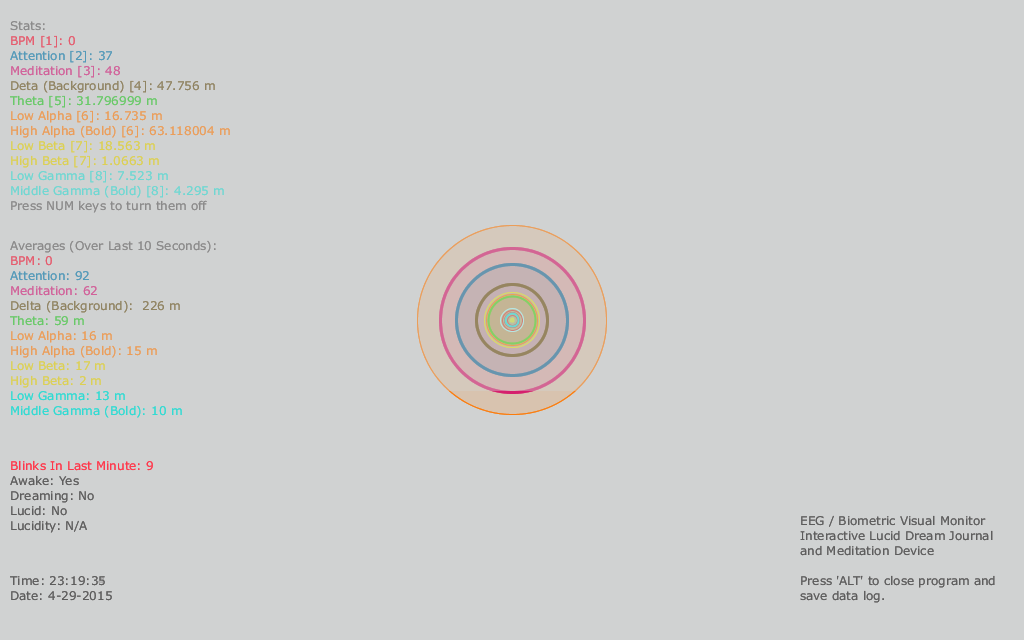 Stats:
BPM [1]: 0
Attention [2]: 37
Meditation [3]: 48
Deta (Background) [4]: 47.756 m
Theta [5]: 31.796999 m
Low Alpha [6]: 16.735 m
High Alpha (Bold) [6]: 63.118004 m
Low Beta [7]: 18.563 m
High Beta [7]: 1.0663 m
Low Gamma [8]: 7.523 m
Middle Gamma (Bold) [8]: 4.295 m
Press NUM keys to turn them off
Averages (Over Last 10 Seconds):
BPM: 0
Attention: 92
Meditation: 62
Delta (Background):  226 m
Theta: 59 m
Low Alpha: 16 m
High Alpha (Bold): 15 m
Low Beta: 17 m
High Beta: 2 m
Low Gamma: 13 m
Middle Gamma (Bold): 10 m
Blinks In Last Minute: 9
Awake: Yes
Dreaming: No
Lucid: No
Lucidity: N/A
Time: 23:19:35
Date: 4-29-2015
EEG / Biometric Visual Monitor
Interactive Lucid Dream Journal
and Meditation Device
Press 'ALT' to close program and
save data log.